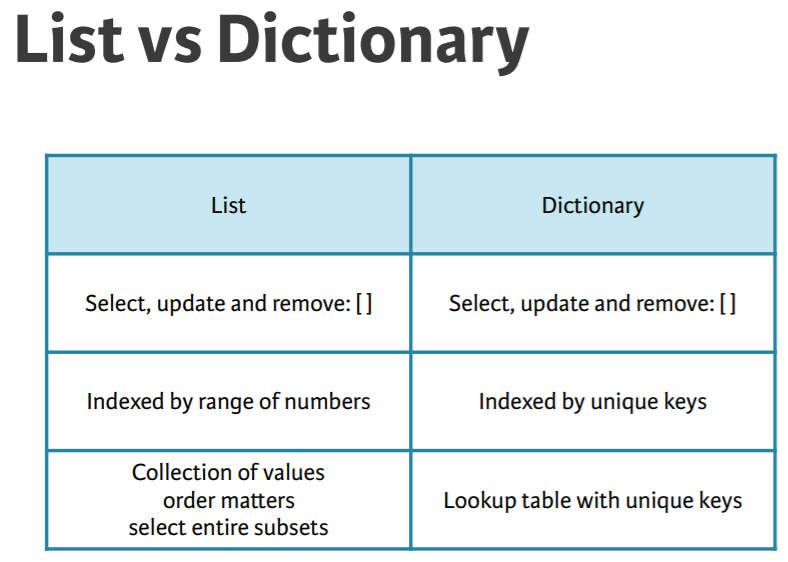 List vs Dictionary
List
Dictionary
Select, update and remove: [ ]
Select, update and remove: [ ]
Indexed by range of numbers
Indexed by unique keys
Collection of values
order matters
select entire subsets
Lookup table with unique keys